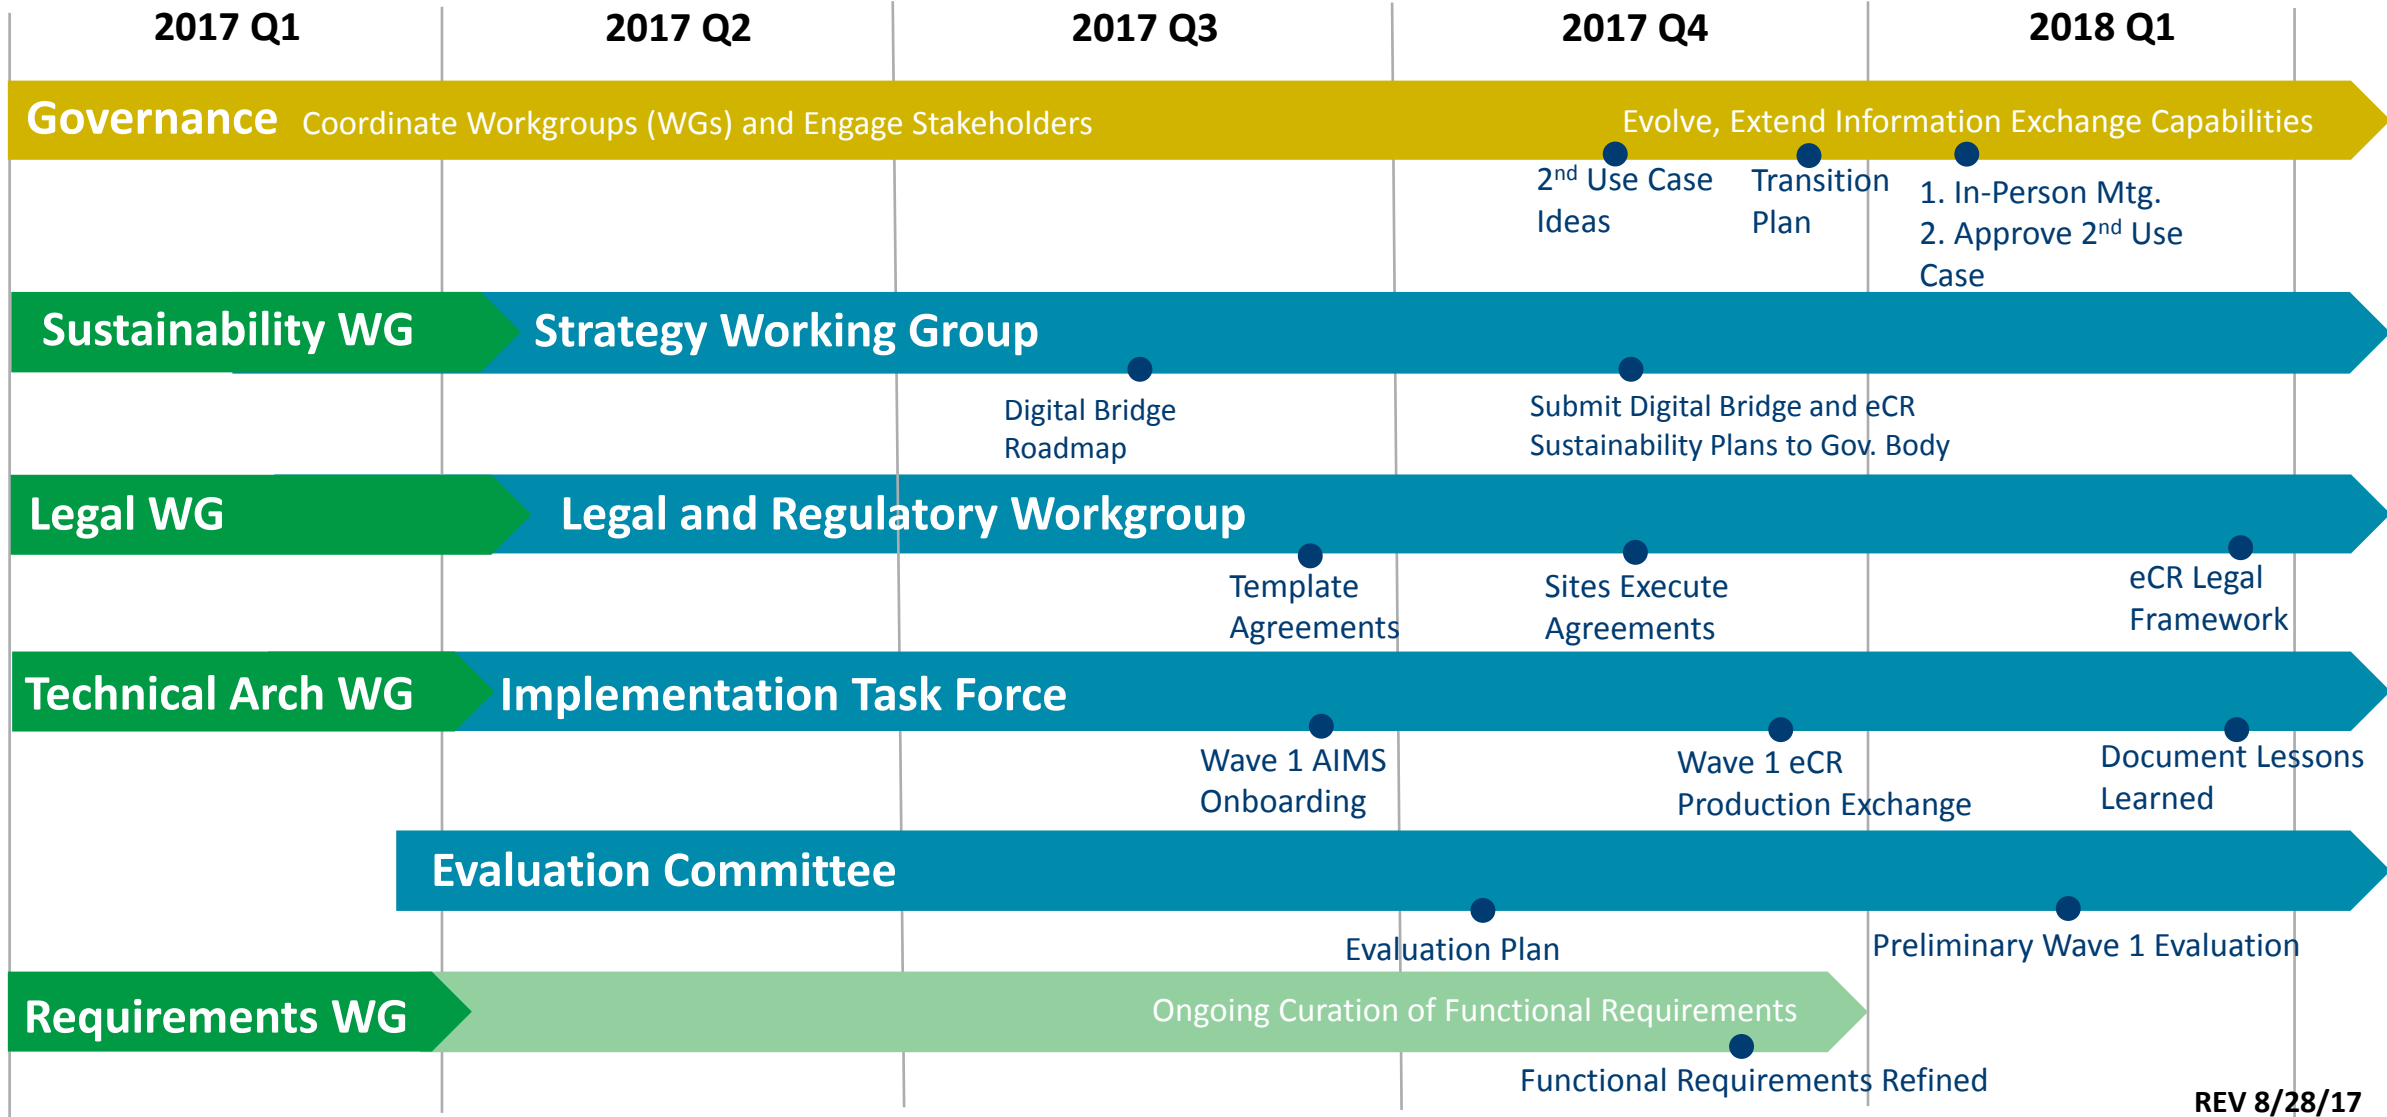 2017 Q1 2017 Q2 2017 Q3 2017 Q4 2018 Q1
Governance Coordinate Workgroups (WGs) and Engage Stakeholders
Evolve, Extend Information Exchange Capabilities
2nd Use Case
Ideas
Transition
Plan
1. In-Person Mtg.
2. Approve 2nd Use
Case
Sustainability WG
Strategy Working Group
Digital Bridge
Roadmap
Submit Digital Bridge and eCR
Sustainability Plans to Gov. Body
Legal WG
Legal and Regulatory Workgroup
Template
Agreements
Sites Execute
Agreements
eCR Legal
Framework
Technical Arch WG
Implementation Task Force
Wave 1 AIMS
Onboarding
Wave 1 eCR
Production Exchange
Document Lessons
Learned
Evaluation Committee
Evaluation Plan
Preliminary Wave 1 Evaluation
Requirements WG
Ongoing Curation of Functional Requirements
Functional Requirements Refined
REV 8/28/17